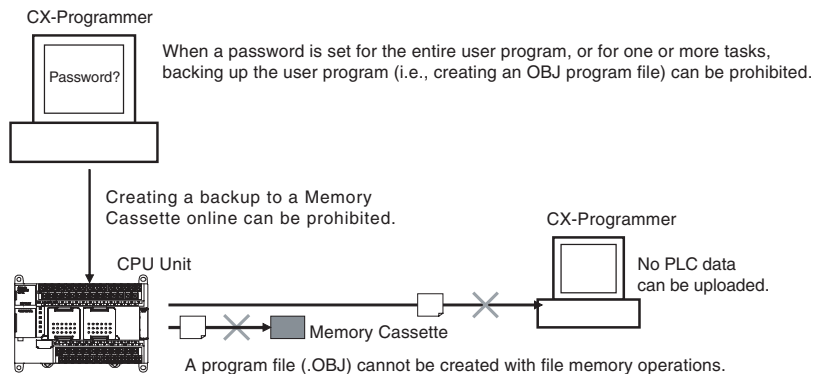 CX-Programmer
Password?
When a password is set for the entire user program, or for one or more tasks,
backing up the user program (i.e., creating an OBJ program file) can be prohibited.
Creating a backup to a Memory
Cassette online can be prohibited.
CPU Unit
CX-Programmer
No PLC data
can be uploaded.
Memory Cassette
A program file (.OBJ) cannot be created with file memory operations.